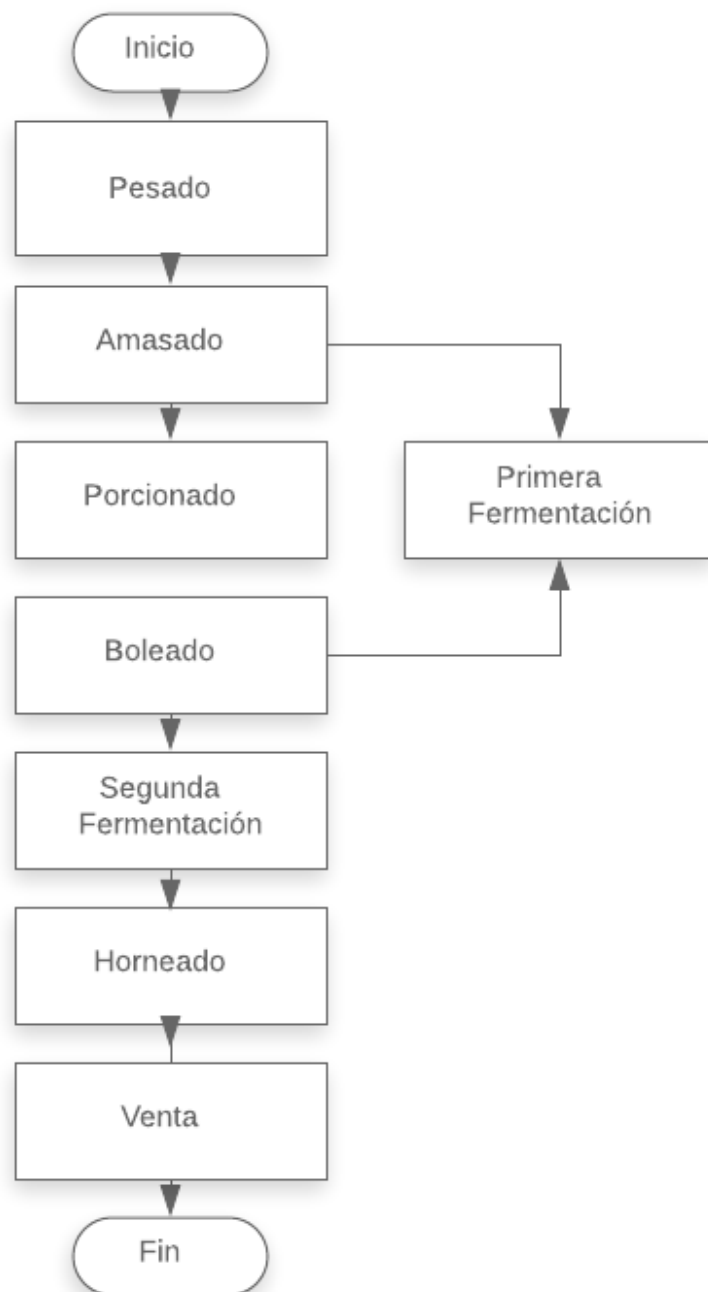 Inicio
Pesado
Amasado
Porcionado
Primera
Fermentación
Boleado
Segunda
Fermentación
Horneado
Venta
Fin